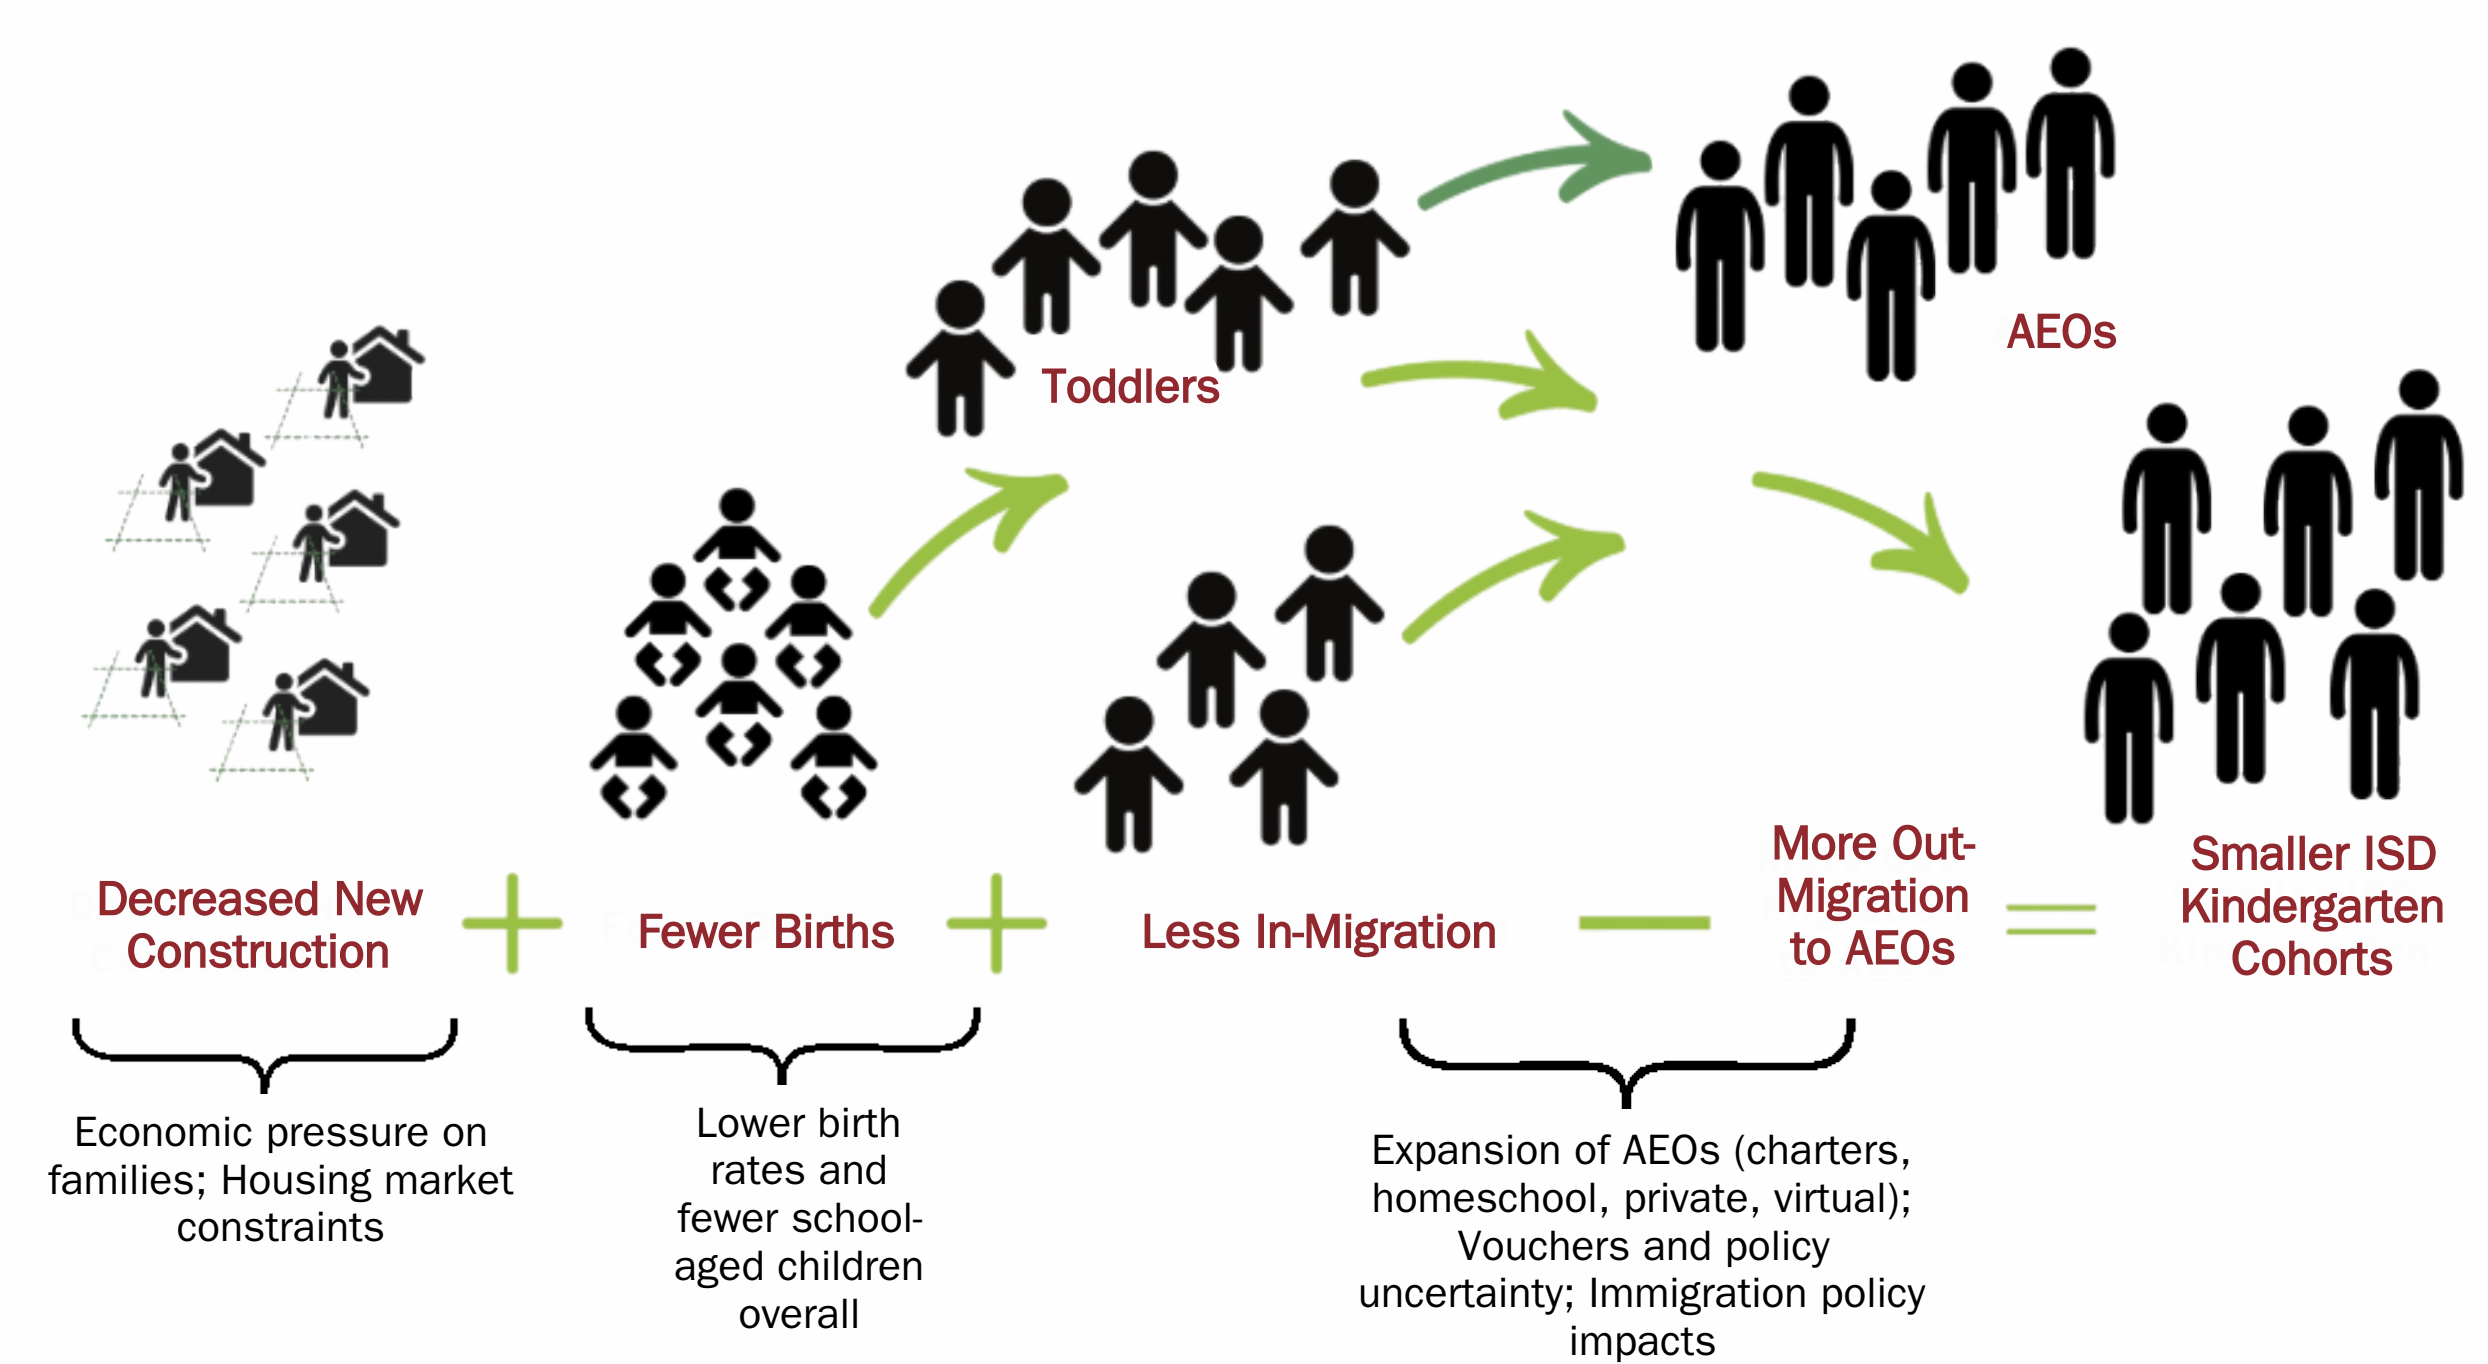 AEOs
Toddlers
Decreased New
Construction
+
Fewer Births
+
Less In-Migration
—
More Out-
Migration
to AEOs
=
Smaller ISD
Kindergarten
Cohorts
Economic pressure on
families; Housing market
constraints
Lower birth
rates and
fewer school-
aged children
overall
Expansion of AEOs (charters,
homeschool, private, virtual);
Vouchers and policy
uncertainty; Immigration policy
impacts